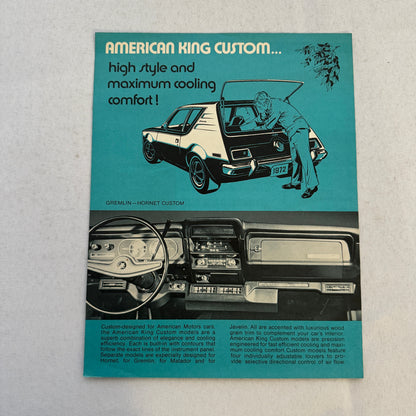 AMERICAN KING CUSTOM...
high style and
maximum cooling
comfort!
1972
GREMLIN – HORNET CUSTOM
Custom-designed for American Motors cars,
the American King Custom models are a
superb combination of elegance and cooling
efficiency. Each is built-in with contours that
follow the exact lines of the instrument panel.
Separate models are especially designed for
Hornet, for Gremlin, for Matador and for
Javelin. All are accented with luxurious wood
grain trim to complement your car's interior.
American King Custom models are precision
engineered for fast efficient cooling and maxi-
mum cooling comfort. Custom models feature
four individually adjustable louvers to pro-
vide selective directional control of air flow.